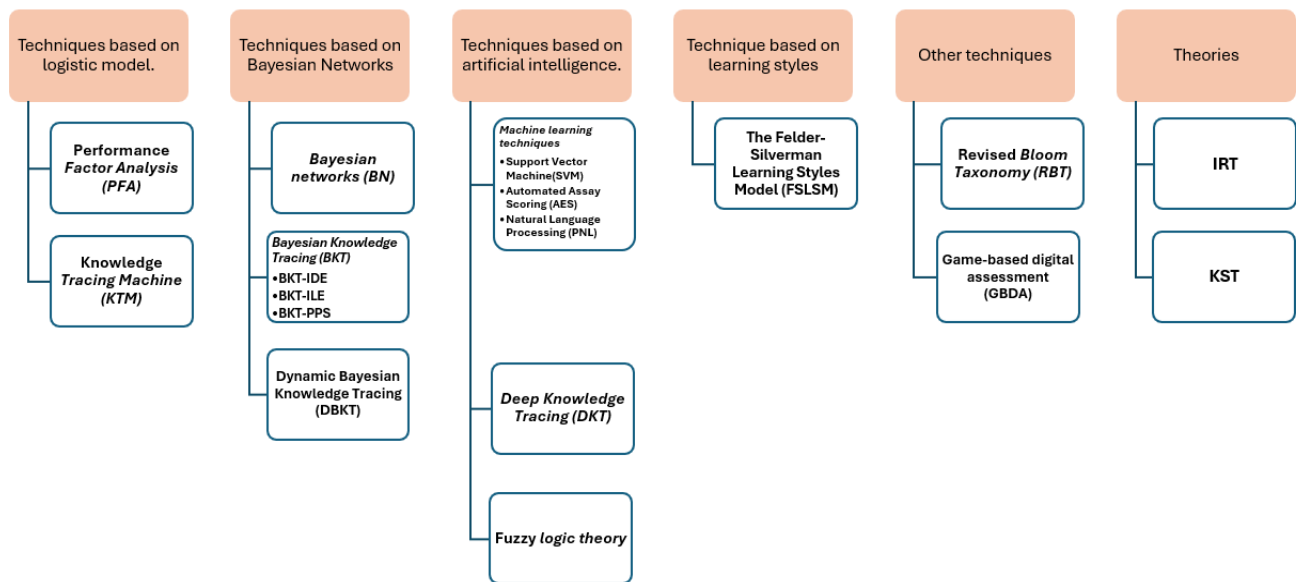 Techniques based on
logistic model.
Performance
Factor Analysis
(PFA)
Knowledge
Tracing Machine
(KTM)
Techniques based on
Bayesian Networks
Bayesian
networks (BN)
Bayesian Knowledge
Tracing (BKT)
•BKT-IDE
•BKT-ILE
•BKT-PPS
Dynamic Bayesian
Knowledge Tracing
(DBKT)
Techniques based on
artificial intelligence.
Machine learning
techniques
•Support Vector
Machine(SVM)
•Automated Assay
Scoring (AES)
•Natural Language
Processing (PNL)
Deep Knowledge
Tracing (DKT)
Fuzzy logic theory
Technique based on
learning styles
The Felder-
Silverman
Learning Styles
Model (FSLSM)
Other techniques
Revised Bloom
Taxonomy (RBT)
Game-based digital
assessment
(GBDA)
Theories
IRT
KST